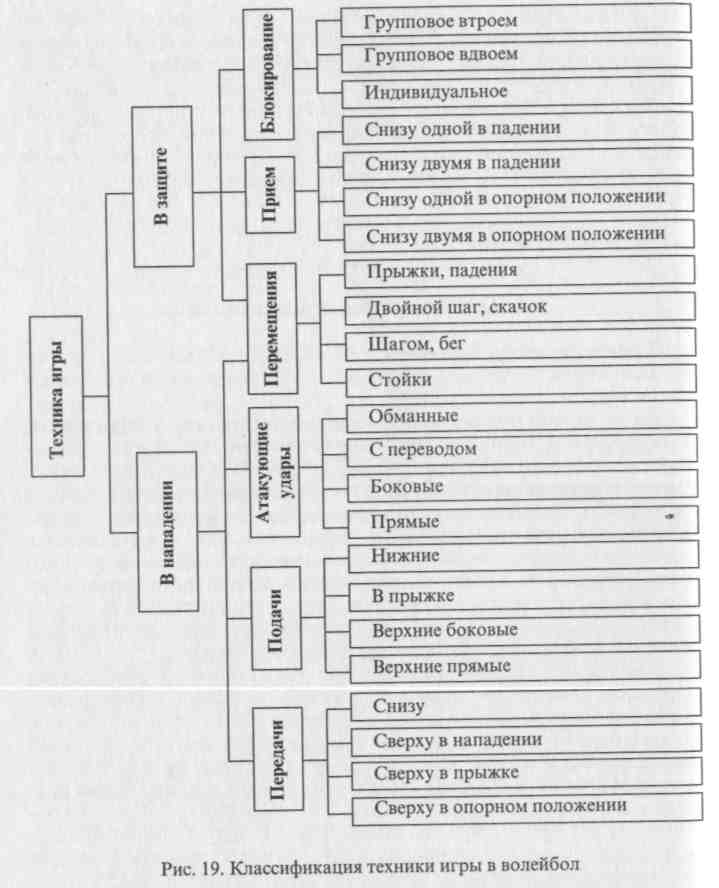 Техника игры
В защите
В нападении
Блокирование
Групповое втроем
Групповое вдвоем
Индивидуальное
Прием
Снизу одной в падении
Снизу двумя в падении
Снизу одной в опорном положении
Снизу двумя в опорном положении
Перемещения
Прыжки, падения
Двойной шаг, скачок
Шагом, бег
Стойки
Атакующие
удары
Обманные
С переводом
Боковые
Прямые
Подачи
Нижние
В прыжке
Верхние боковые
Верхние прямые
Передачи
Снизу
Сверху в нападении
Сверху в прыжке
Сверху в опорном положении
Рис. 19. Классификация техники игры в волейбол